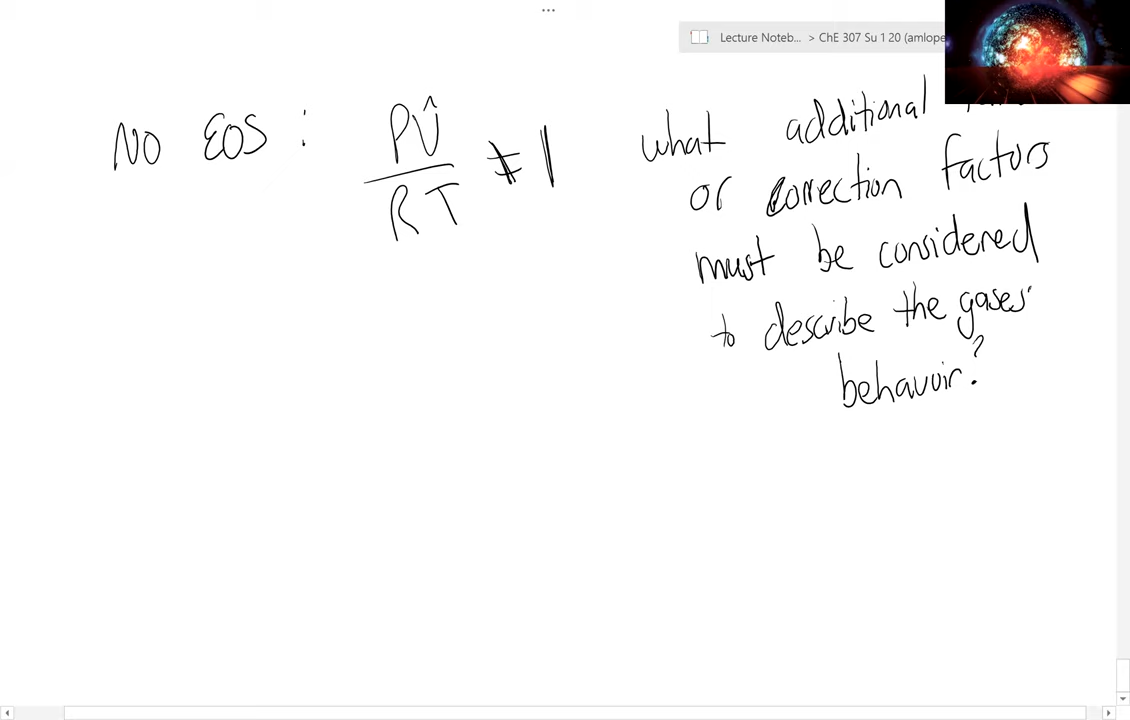 Lecture Noteb... > ChE 307 Su 1 20 (amlope
NO EOS : PV̂ / RT ≠ 1
what additional
or correction factors
must be considered
to describe the gases'
behavoir?